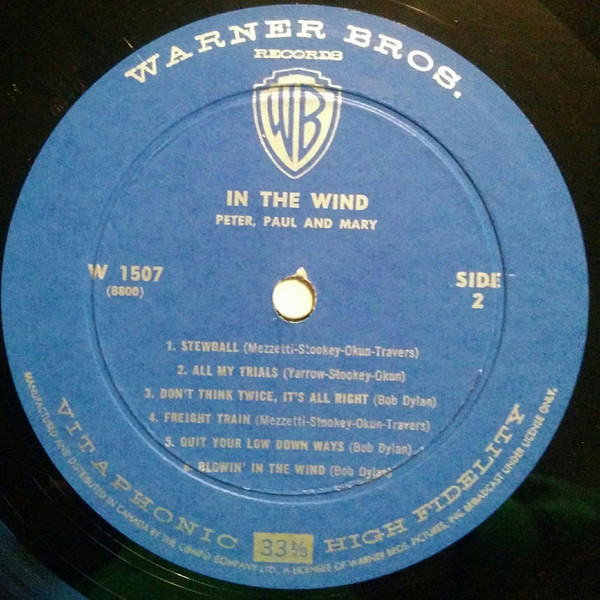 WARNER BROS.
RECORDS
WB
IN THE WIND
PETER, PAUL AND MARY
W 1507
(8800)
SIDE
2
1. STEWBALL (Mezzetti-Stookey-Okun-Travers)
2. ALL MY TRIALS (Yarrow-Stookey-Okun)
3. DON'T THINK TWICE, IT'S ALL RIGHT (Bob Dylan)
4. FREIGHT TRAIN (Mezzetti-Stookey-Okun-Travers)
5. QUIT YOUR LOW DOWN WAYS (Bob Dylan)
6. BLOWIN' IN THE WIND (Bob Dylan)
VITAPHONIC 33⅓ HIGH FIDELITY
MANUFACTURED AND DISTRIBUTED IN CANADA BY THE COMPO COMPANY LTD., A LICENSEE OF WARNER BROS. PICTURES, INC. BROADCAST UNDER LICENCE ONLY.